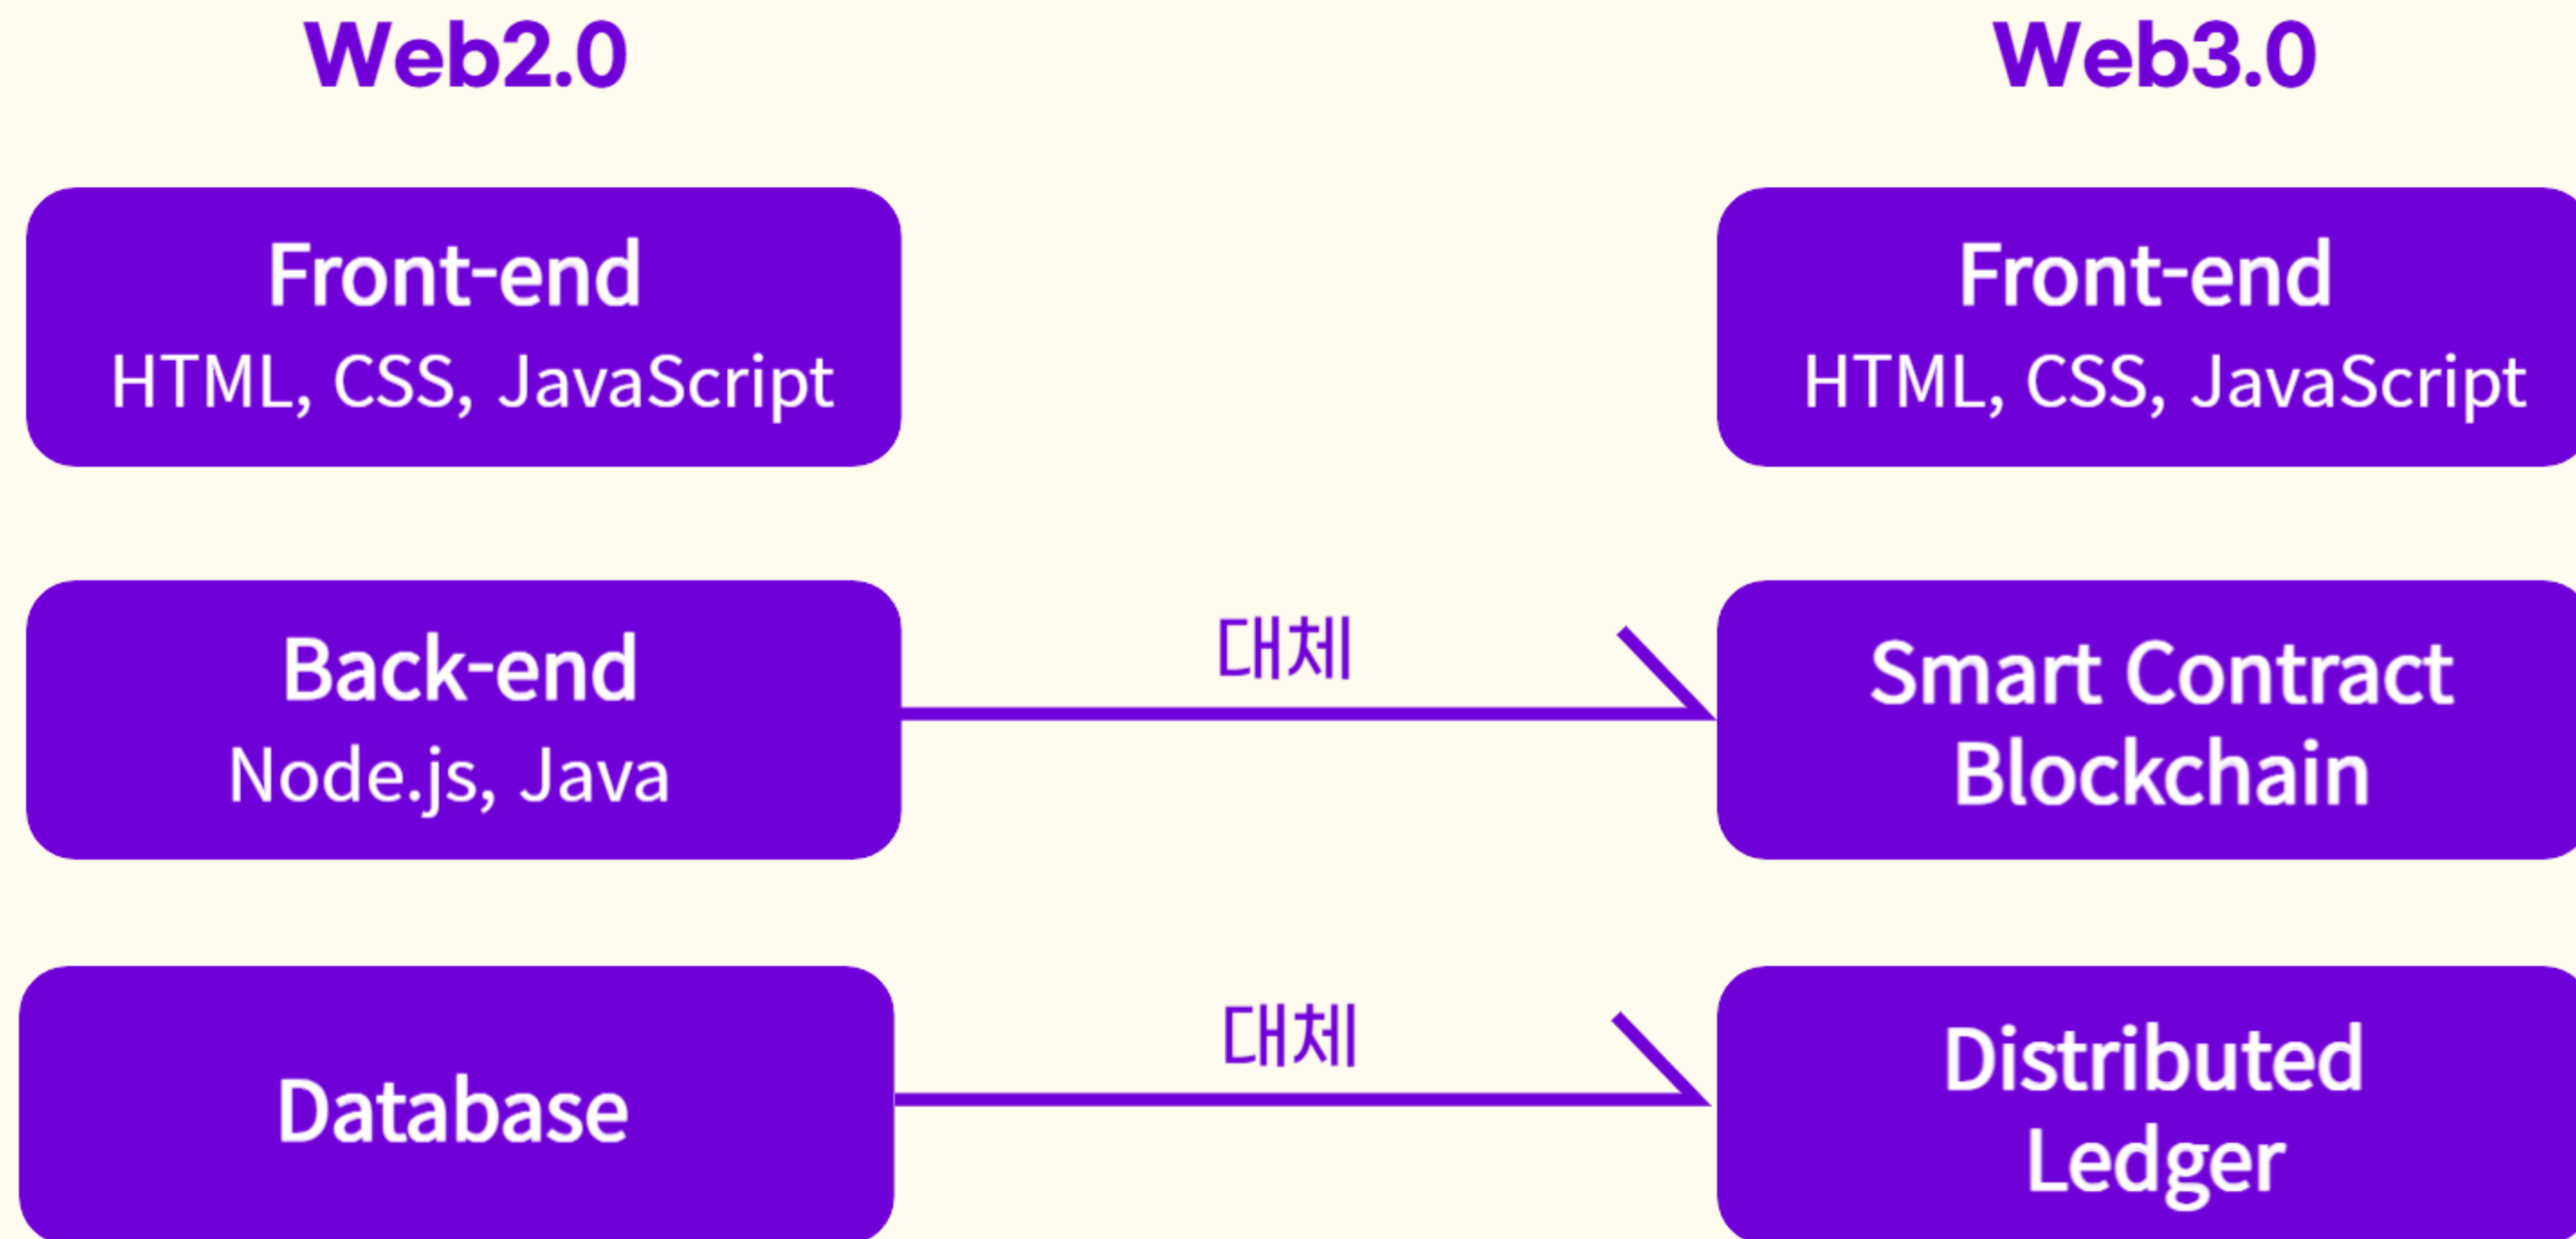 Web2.0
Web3.0
Front-end
HTML, CSS, JavaScript
Front-end
HTML, CSS, JavaScript
Back-end
Node.js, Java
대체
Smart Contract
Blockchain
Database
대체
Distributed
Ledger